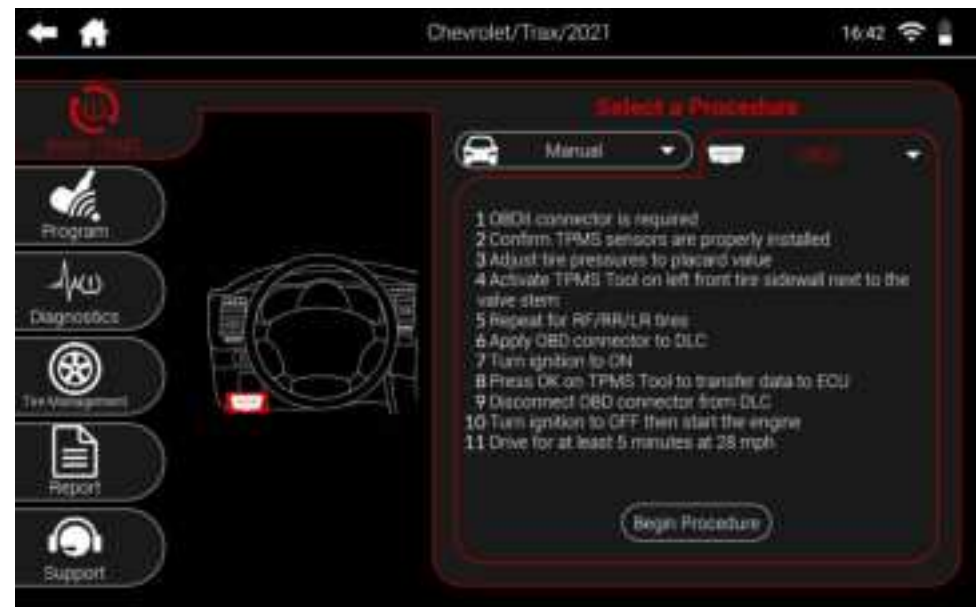 Chevrolet/Trax/2021
16:42
Select a Procedure
Manual
Program
Diagnostics
Tire Management
Report
Support
1 OBDII connector is required
2 Confirm TPMS sensors are properly installed
3 Adjust tire pressures to placard value
4 Activate TPMS Tool on left front tire sidewall next to the
valve stem
5 Repeat for RF/RR/LR tires
6 Apply OBD connector to DLC
7 Turn ignition to ON
8 Press OK on TPMS Tool to transfer data to ECU
9 Disconnect OBD connector from DLC
10 Turn ignition to OFF then start the engine
11 Drive for at least 5 minutes at 28 mph
Begin Procedure